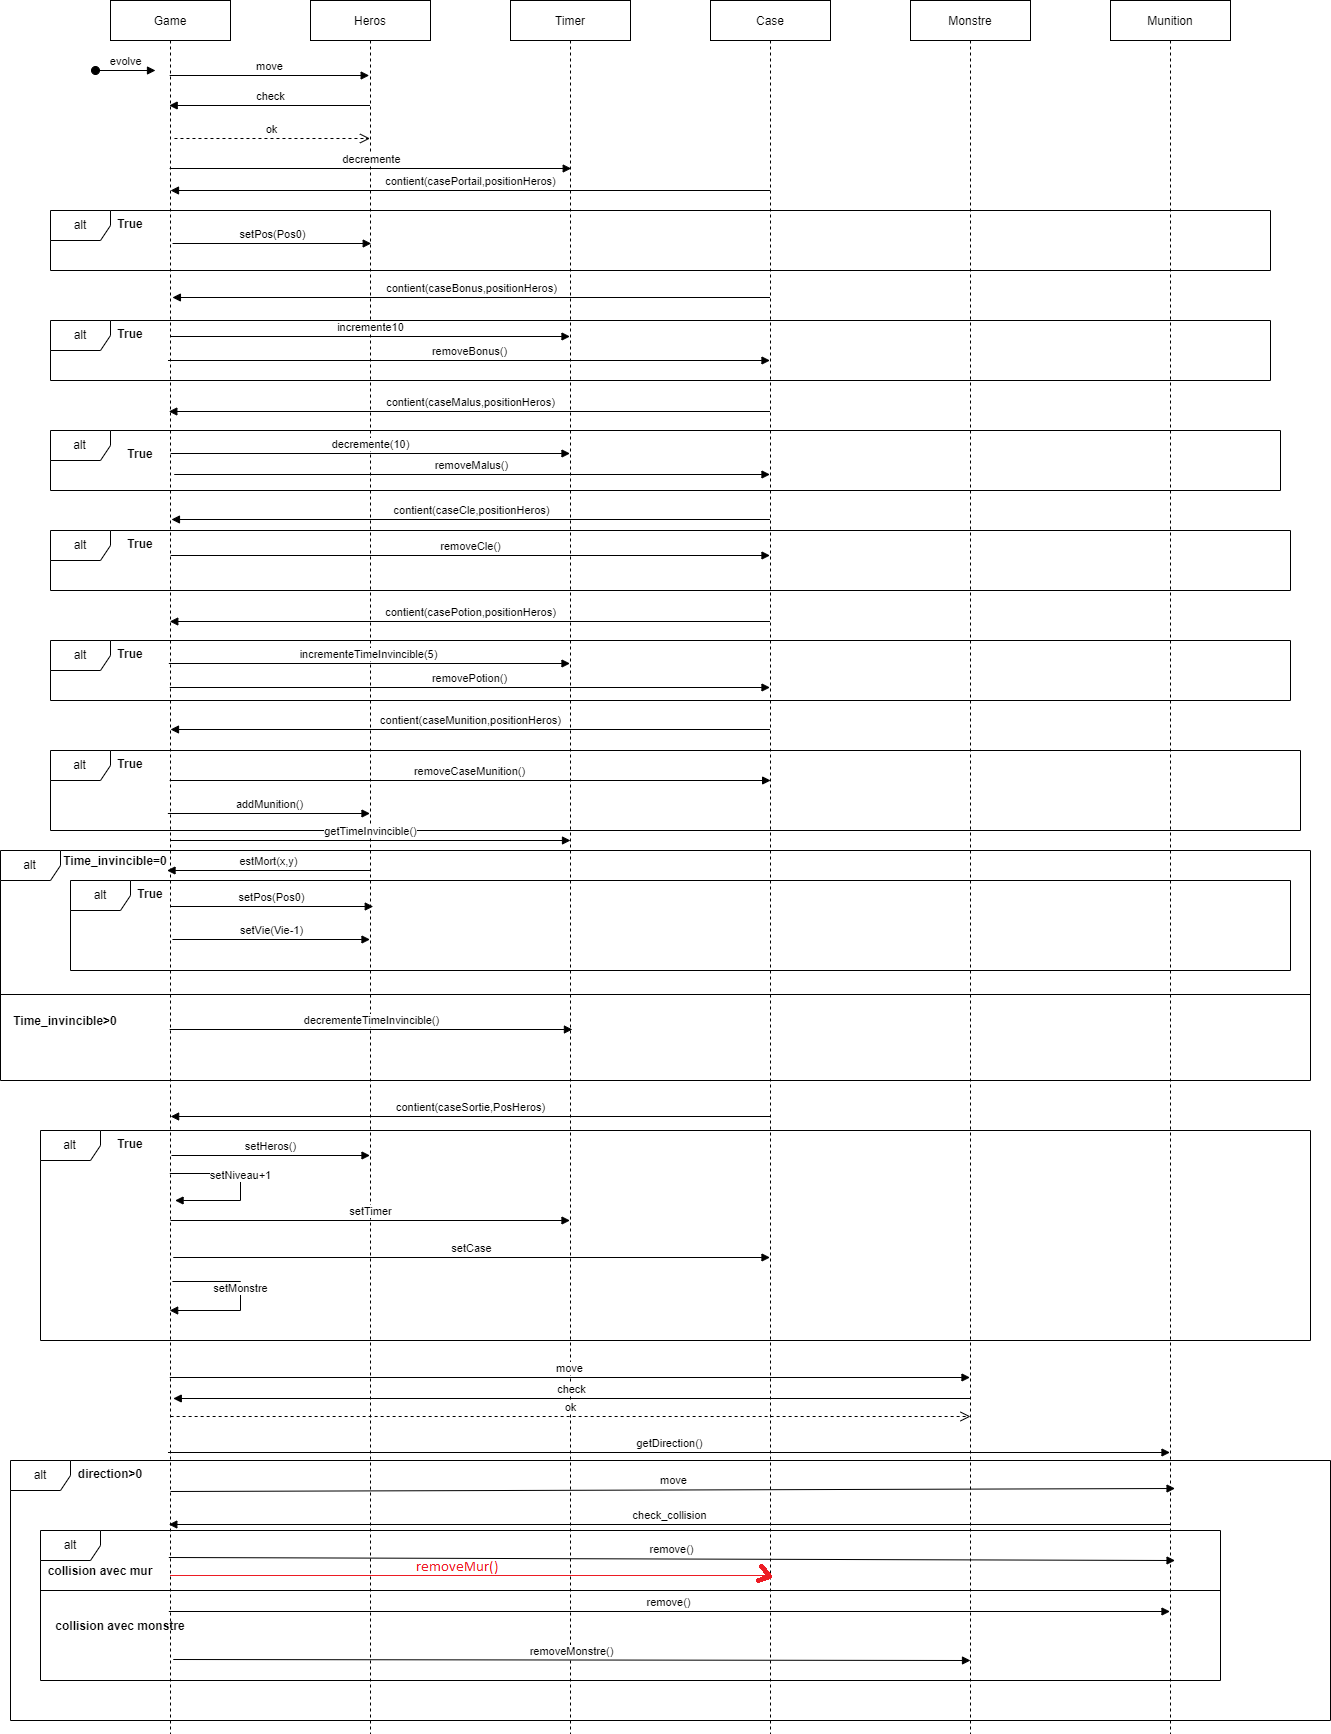 Game Heros Timer Case Monstre Munition
evolve
move
check
ok
decremente
contient(casePortail,positionHeros)
alt True
setPos(Pos0)
contient(caseBonus,positionHeros)
alt True
incremente10
removeBonus()
contient(caseMalus,positionHeros)
alt True
decremente(10)
removeMalus()
contient(caseCle,positionHeros)
alt True
removeCle()
contient(casePotion,positionHeros)
alt True
incrementeTimeInvincible(5)
removePotion()
contient(caseMunition,positionHeros)
alt True
removeCaseMunition()
addMunition()
getTimeInvincible()
alt Time_invincible=0
estMort(x,y)
alt True
setPos(Pos0)
setVie(Vie-1)
Time_invincible>0
decrementeTimeInvincible()
contient(caseSortie,PosHeros)
alt True
setHeros()
setNiveau+1
setTimer
setCase
setMonstre
move
check
ok
getDirection()
alt direction>0
move
check_collision
alt
remove()
collision avec mur
removeMur()
remove()
collision avec monstre
removeMonstre()